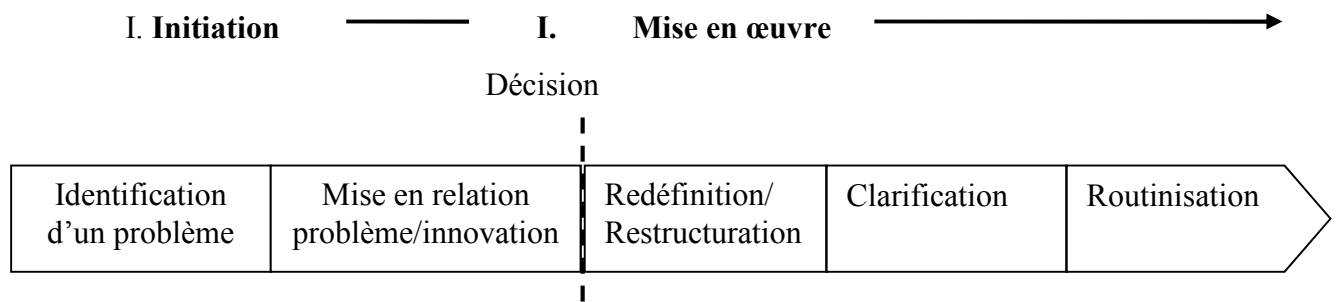 I. Initiation
I. Mise en œuvre
Décision
Identification
d’un problème
Mise en relation
problème/innovation
Redéfinition/
Restructuration
Clarification
Routinisation